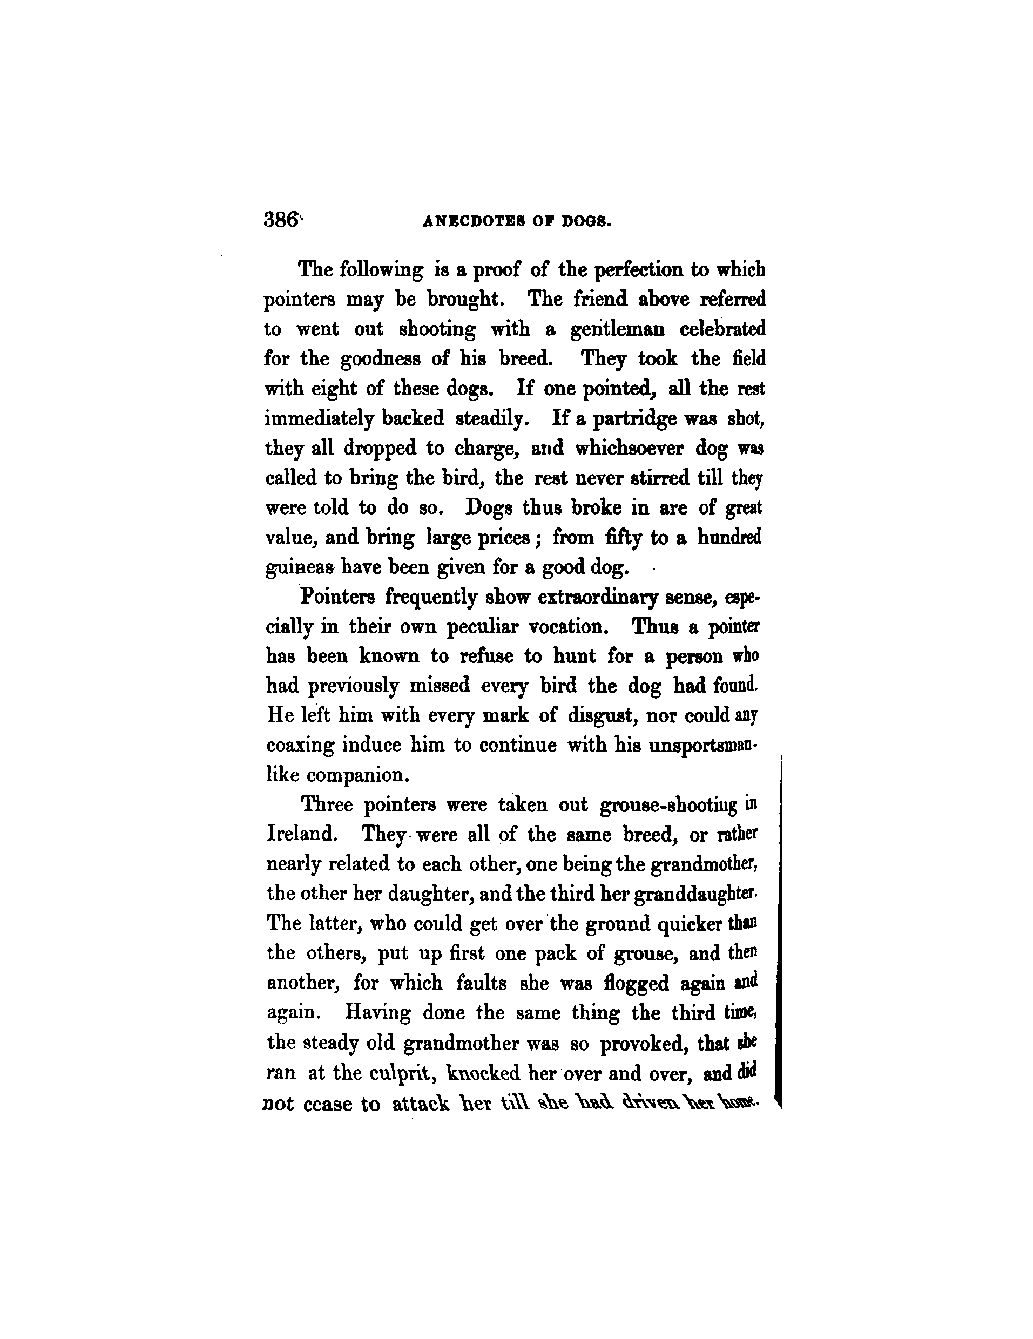 386 ANECDOTES OF DOGS.
The following is a proof of the perfection to which
pointers may be brought. The friend above referred
to went out shooting with a gentleman celebrated
for the goodness of his breed. They took the field
with eight of these dogs. If one pointed, all the rest
immediately backed steadily. If a partridge was shot,
they all dropped to charge, and whichsoever dog was
called to bring the bird, the rest never stirred till they
were told to do so. Dogs thus broke in are of great
value, and bring large prices; from fifty to a hundred
guineas have been given for a good dog.
Pointers frequently show extraordinary sense, espe-
cially in their own peculiar vocation. Thus a pointer
has been known to refuse to hunt for a person who
had previously missed every bird the dog had found.
He left him with every mark of disgust, nor could any
coaxing induce him to continue with his unsportsman-
like companion.
Three pointers were taken out grouse-shooting in
Ireland. They were all of the same breed, or rather
nearly related to each other, one being the grandmother,
the other her daughter, and the third her granddaughter.
The latter, who could get over the ground quicker than
the others, put up first one pack of grouse, and then
another, for which faults she was flogged again and
again. Having done the same thing the third time,
the steady old grandmother was so provoked, that she
ran at the culprit, knocked her over and over, and did
not cease to attack her till she had driven her home.